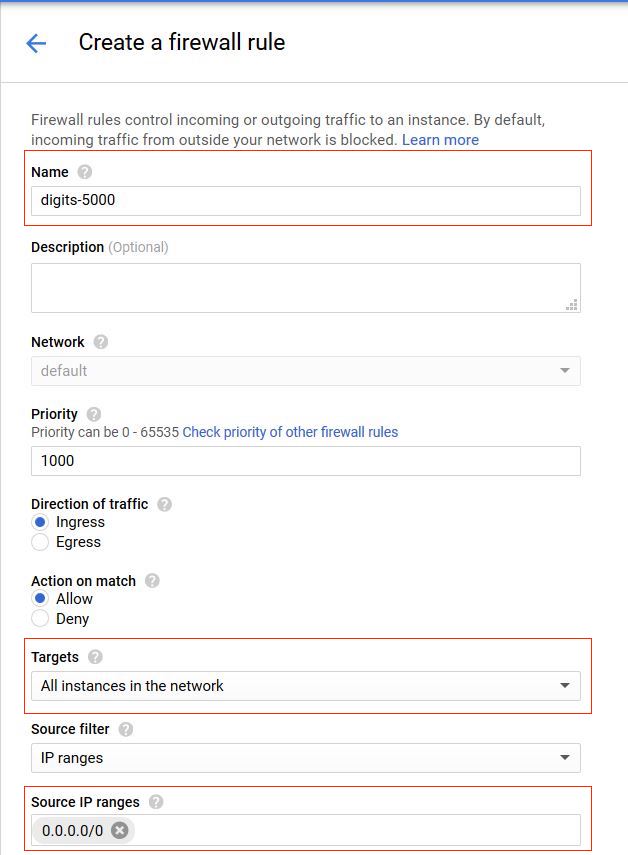 Create a firewall rule
Firewall rules control incoming or outgoing traffic to an instance. By default,
incoming traffic from outside your network is blocked. Learn more
Name
digits-5000
Description (Optional)
Network
default
Priority
Priority can be 0 - 65535 Check priority of other firewall rules
1000
Direction of traffic
Ingress
Egress
Action on match
Allow
Deny
Targets
All instances in the network
Source filter
IP ranges
Source IP ranges
0.0.0.0/0